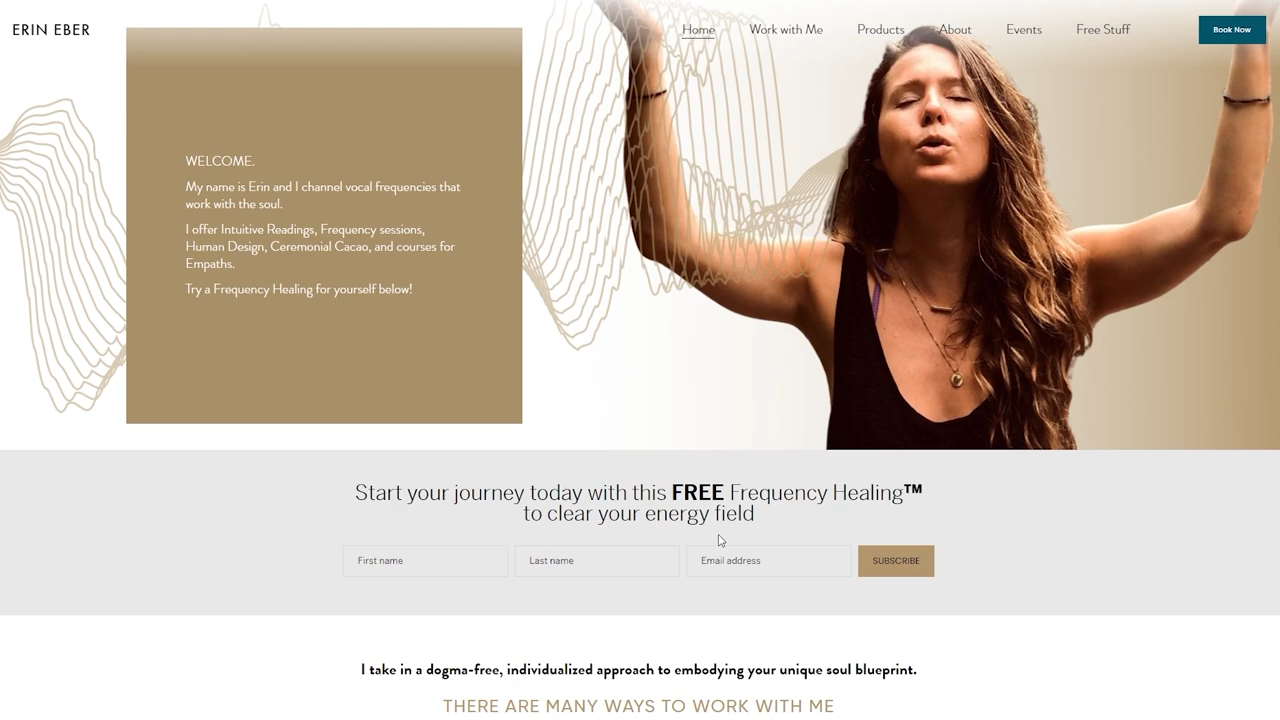 ERIN EBER
Home
Work with Me
Products
About
Events
Free Stuff
Book Now
WELCOME.
My name is Erin and I channel vocal frequencies that
work with the soul.
I offer Intuitive Readings, Frequency sessions,
Human Design, Ceremonial Cacao, and courses for
Empaths.
Try a Frequency Healing for yourself below!
Start your journey today with this FREE Frequency Healing™
to clear your energy field
First name
Last name
Email address
SUBSCRIBE
I take in a dogma-free, individualized approach to embodying your unique soul blueprint.
THERE ARE MANY WAYS TO WORK WITH ME